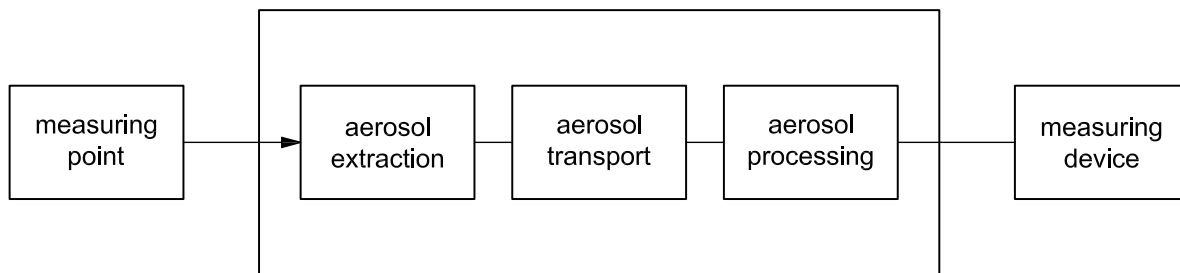 measuring
point
aerosol
extraction
aerosol
transport
aerosol
processing
measuring
device